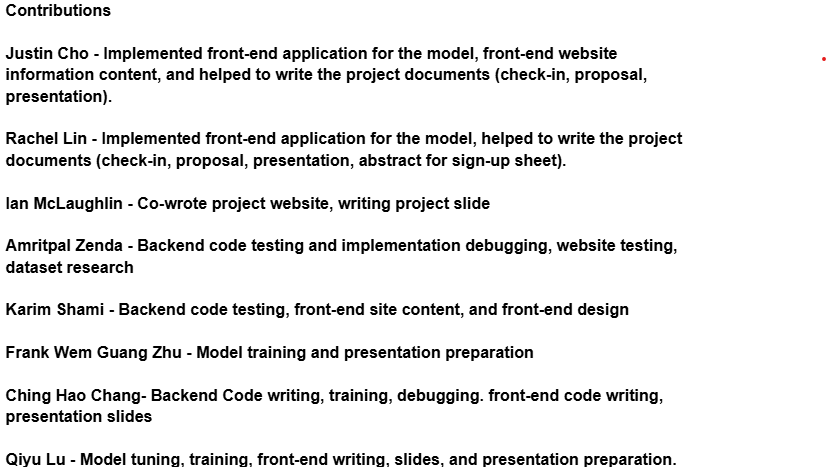 Contributions
Justin Cho - Implemented front-end application for the model, front-end website
information content, and helped to write the project documents (check-in, proposal,
presentation).
Rachel Lin - Implemented front-end application for the model, helped to write the project
documents (check-in, proposal, presentation, abstract for sign-up sheet).
Ian McLaughlin - Co-wrote project website, writing project slide
Amritpal Zenda - Backend code testing and implementation debugging, website testing,
dataset research
Karim Shami - Backend code testing, front-end site content, and front-end design
Frank Wem Guang Zhu - Model training and presentation preparation
Ching Hao Chang- Backend Code writing, training, debugging. front-end code writing,
presentation slides
Qiyu Lu - Model tuning, training, front-end writing, slides, and presentation preparation.